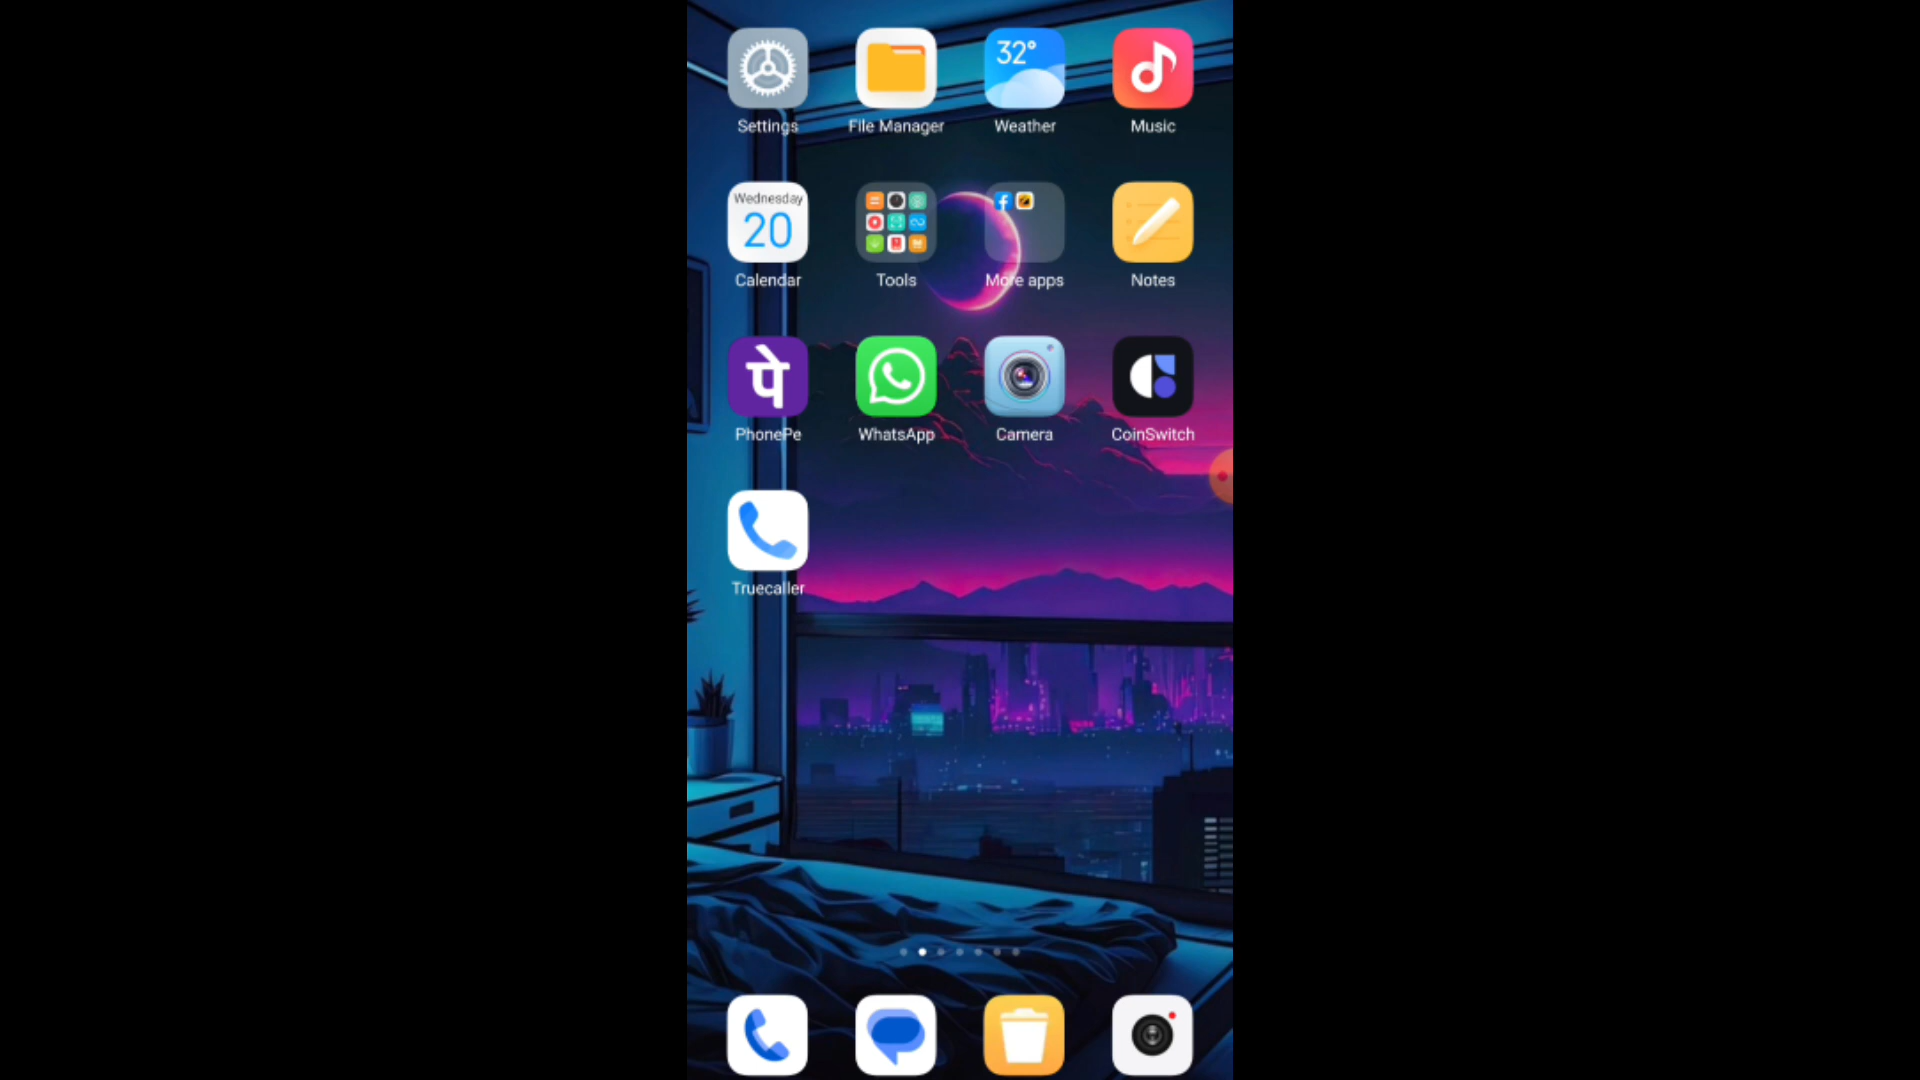 32°
Settings
File Manager
Weather
Music
Wednesday
20
Calendar
Tools
More apps
Notes
पे
PhonePe
WhatsApp
Camera
CoinSwitch
Truecaller